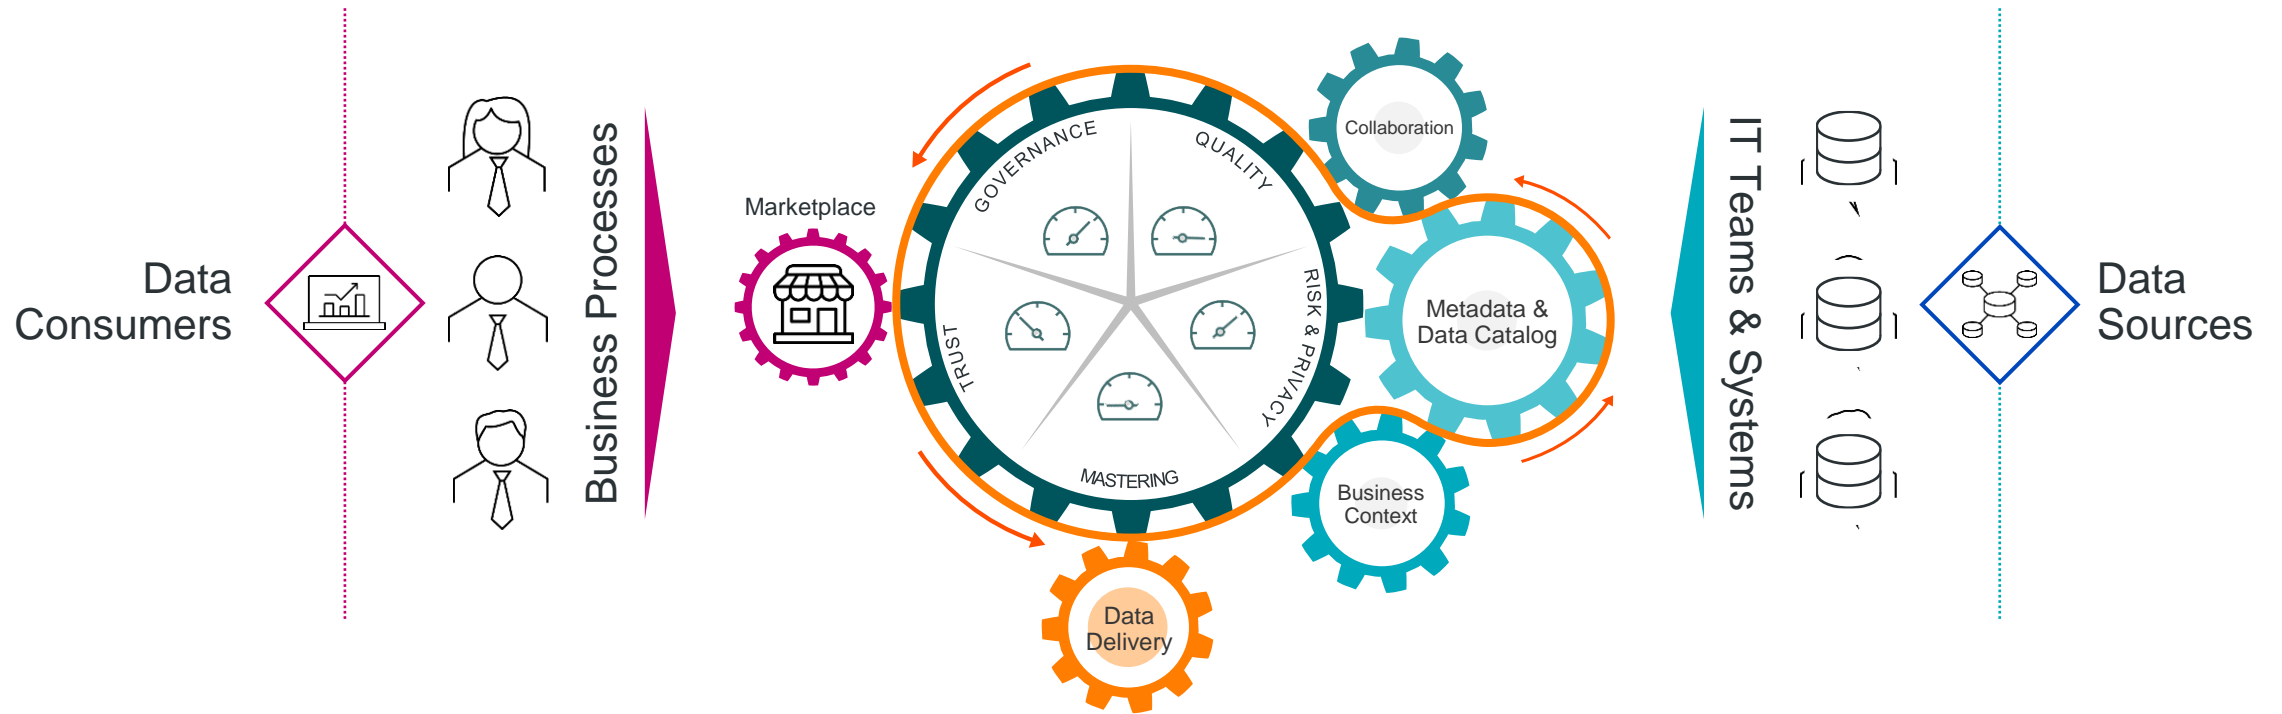 Data
Consumers
Business Processes
Marketplace
GOVERNANCE
QUALITY
RISK & PRIVACY
MASTERING
TRUST
Collaboration
Metadata &
Data Catalog
Business
Context
Data
Delivery
IT Teams & Systems
Data
Sources